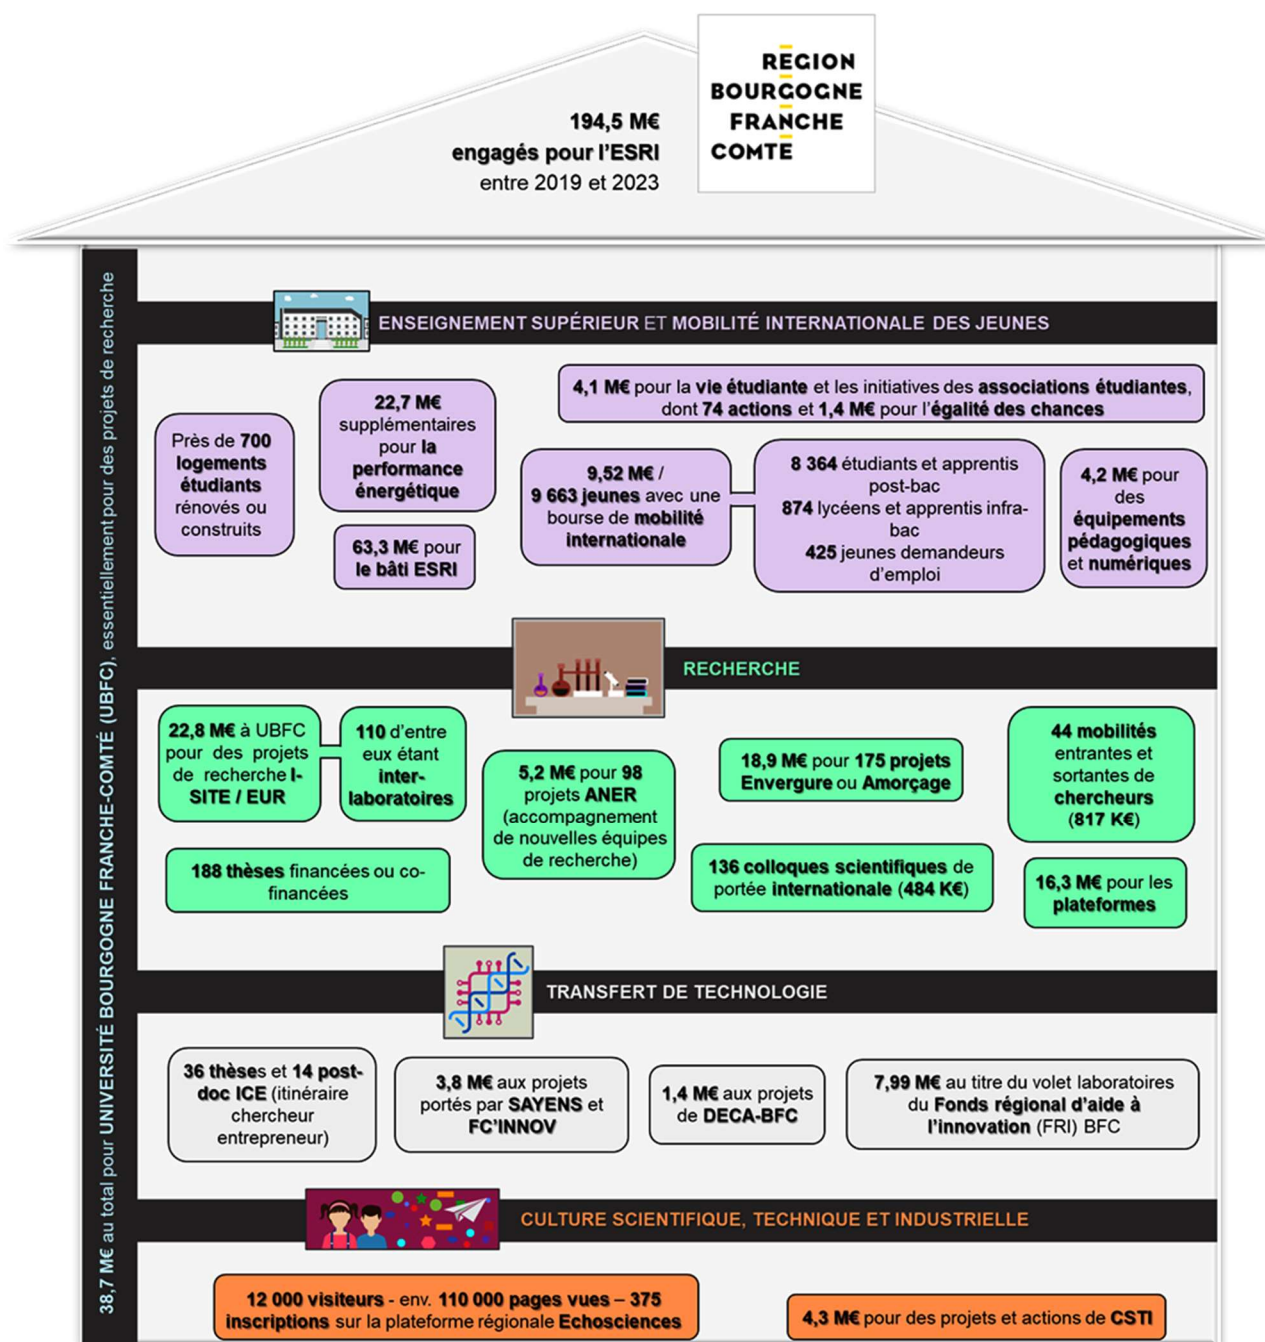 RÉGION
BOURGOGNE
FRANCHE
COMTÉ
194,5 M€
engagés pour l'ESRI
entre 2019 et 2023
38,7 M€ au total pour UNIVERSITÉ BOURGOGNE FRANCHE-COMTÉ (UBFC), essentiellement pour des projets de recherche
ENSEIGNEMENT SUPÉRIEUR ET MOBILITÉ INTERNATIONALE DES JEUNES
Près de 700
logements
étudiants
rénovés ou
construits
22,7 M€
supplémentaires
pour la
performance
énergétique
63,3 M€ pour
le bâti ESRI
4,1 M€ pour la vie étudiante et les initiatives des associations étudiantes,
dont 74 actions et 1,4 M€ pour l'égalité des chances
9,52 M€ /
9 663 jeunes avec une
bourse de mobilité
internationale
8 364 étudiants et apprentis
post-bac
874 lycéens et apprentis infra-
bac
425 jeunes demandeurs
d'emploi
4,2 M€ pour
des
équipements
pédagogiques
et numériques
RECHERCHE
22,8 M€ à UBFC
pour des projets
de recherche I-
SITE / EUR
110 d'entre
eux étant
inter-
laboratoires
188 thèses financées ou co-
financées
5,2 M€ pour 98
projets ANER
(accompagnement
de nouvelles équipes
de recherche)
18,9 M€ pour 175 projets
Envergure ou Amorçage
136 colloques scientifiques de
portée internationale (484 K€)
44 mobilités
entrantes et
sortantes de
chercheurs
(817 K€)
16,3 M€ pour les
plateformes
TRANSFERT DE TECHNOLOGIE
36 thèses et 14 post-
doc ICE (itinéraire
chercheur
entrepreneur)
3,8 M€ aux projets
portés par SAYENS et
FC'INNOV
1,4 M€ aux projets
de DECA-BFC
7,99 M€ au titre du volet laboratoires
du Fonds régional d'aide à
l'innovation (FRI) BFC
CULTURE SCIENTIFIQUE, TECHNIQUE ET INDUSTRIELLE
12 000 visiteurs - env. 110 000 pages vues – 375
inscriptions sur la plateforme régionale Echosciences
4,3 M€ pour des projets et actions de CSTI